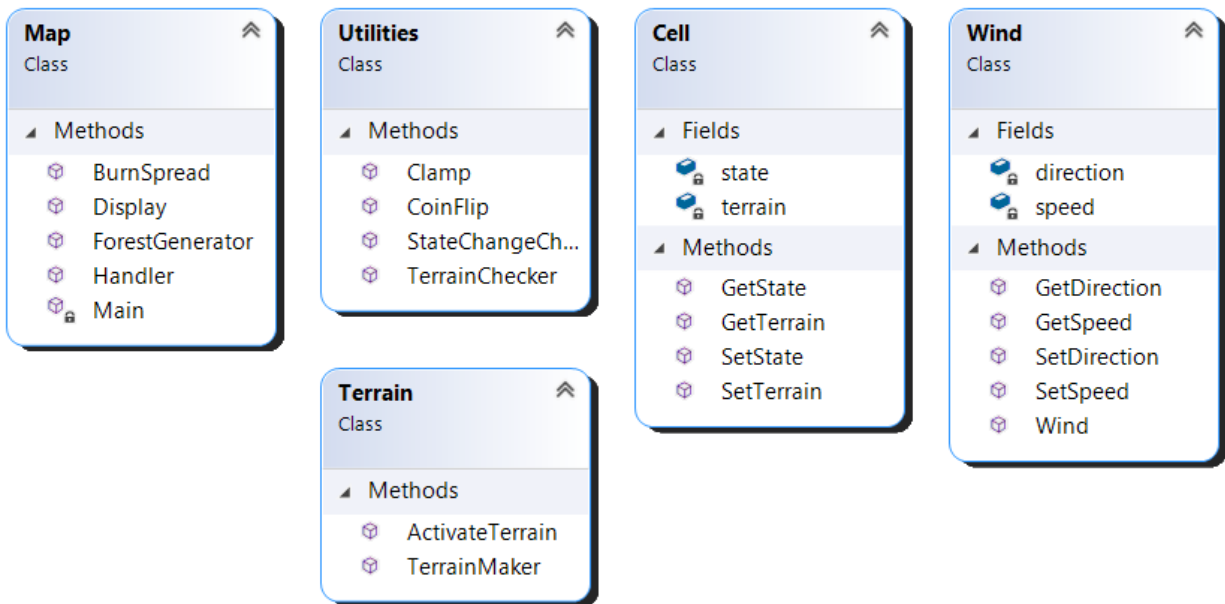 Map
Class
Methods
BurnSpread
Display
ForestGenerator
Handler
Main
Utilities
Class
Methods
Clamp
CoinFlip
StateChangeCh...
TerrainChecker
Terrain
Class
Methods
ActivateTerrain
TerrainMaker
Cell
Class
Fields
state
terrain
Methods
GetState
GetTerrain
SetState
SetTerrain
Wind
Class
Fields
direction
speed
Methods
GetDirection
GetSpeed
SetDirection
SetSpeed
Wind